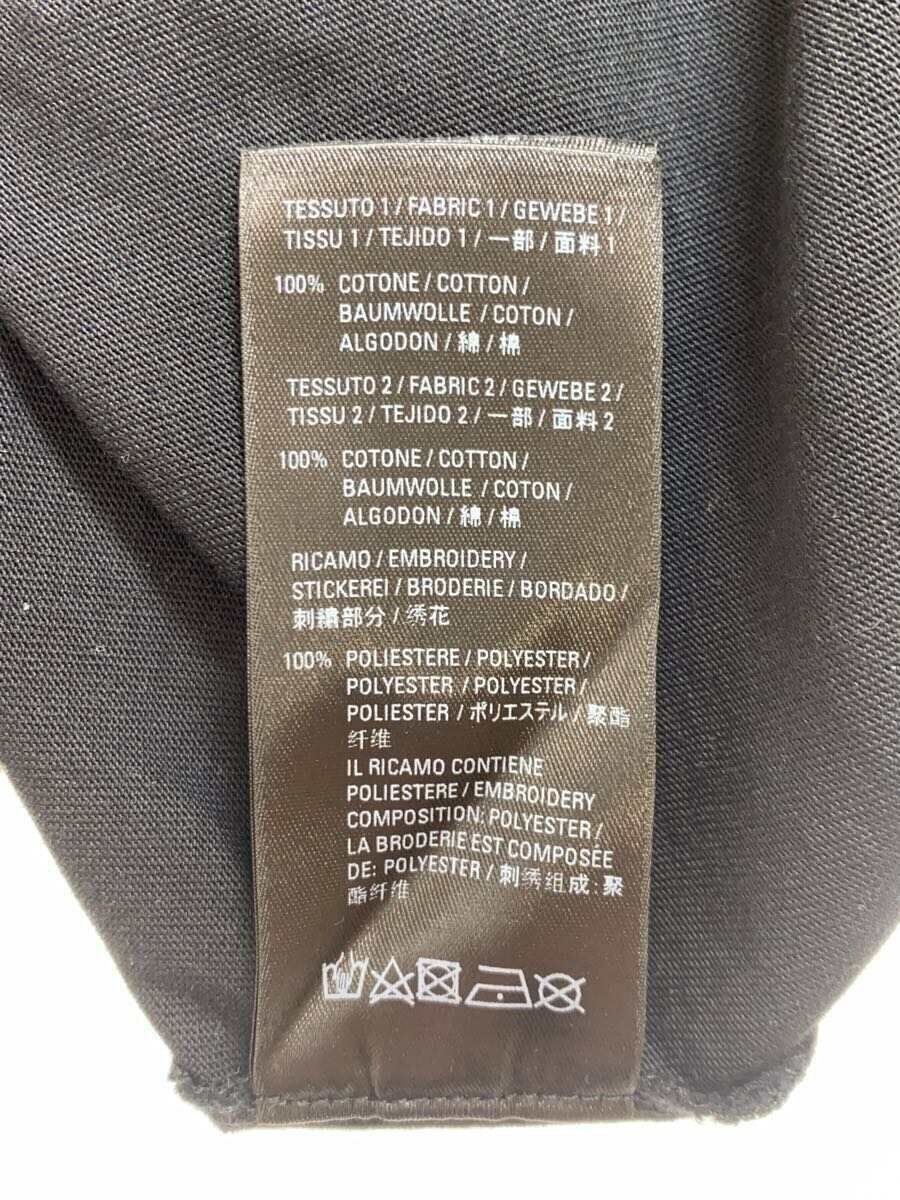 TESSUTO 1 / FABRIC 1 / GEWEBE 1 /
TISSU 1 / TEJIDO 1 / 一部 / 面料 1
100% COTONE / COTTON /
BAUMWOLLE / COTON /
ALGODON / 綿 / 棉
TESSUTO 2 / FABRIC 2 / GEWEBE 2 /
TISSU 2 / TEJIDO 2 / 一部 / 面料 2
100% COTONE / COTTON /
BAUMWOLLE / COTON /
ALGODON / 綿 / 棉
RICAMO / EMBROIDERY /
STICKEREI / BRODERIE / BORDADO /
刺繍部分 / 绣花
100% POLIESTERE / POLYESTER /
POLYESTER / POLYESTER /
POLIESTER / ポリエステル / 聚酯
纤维
IL RICAMO CONTIENE
POLIESTERE / EMBROIDERY
COMPOSITION: POLYESTER /
LA BRODERIE EST COMPOSÉE
DE: POLYESTER / 刺绣组成: 聚
酯纤维